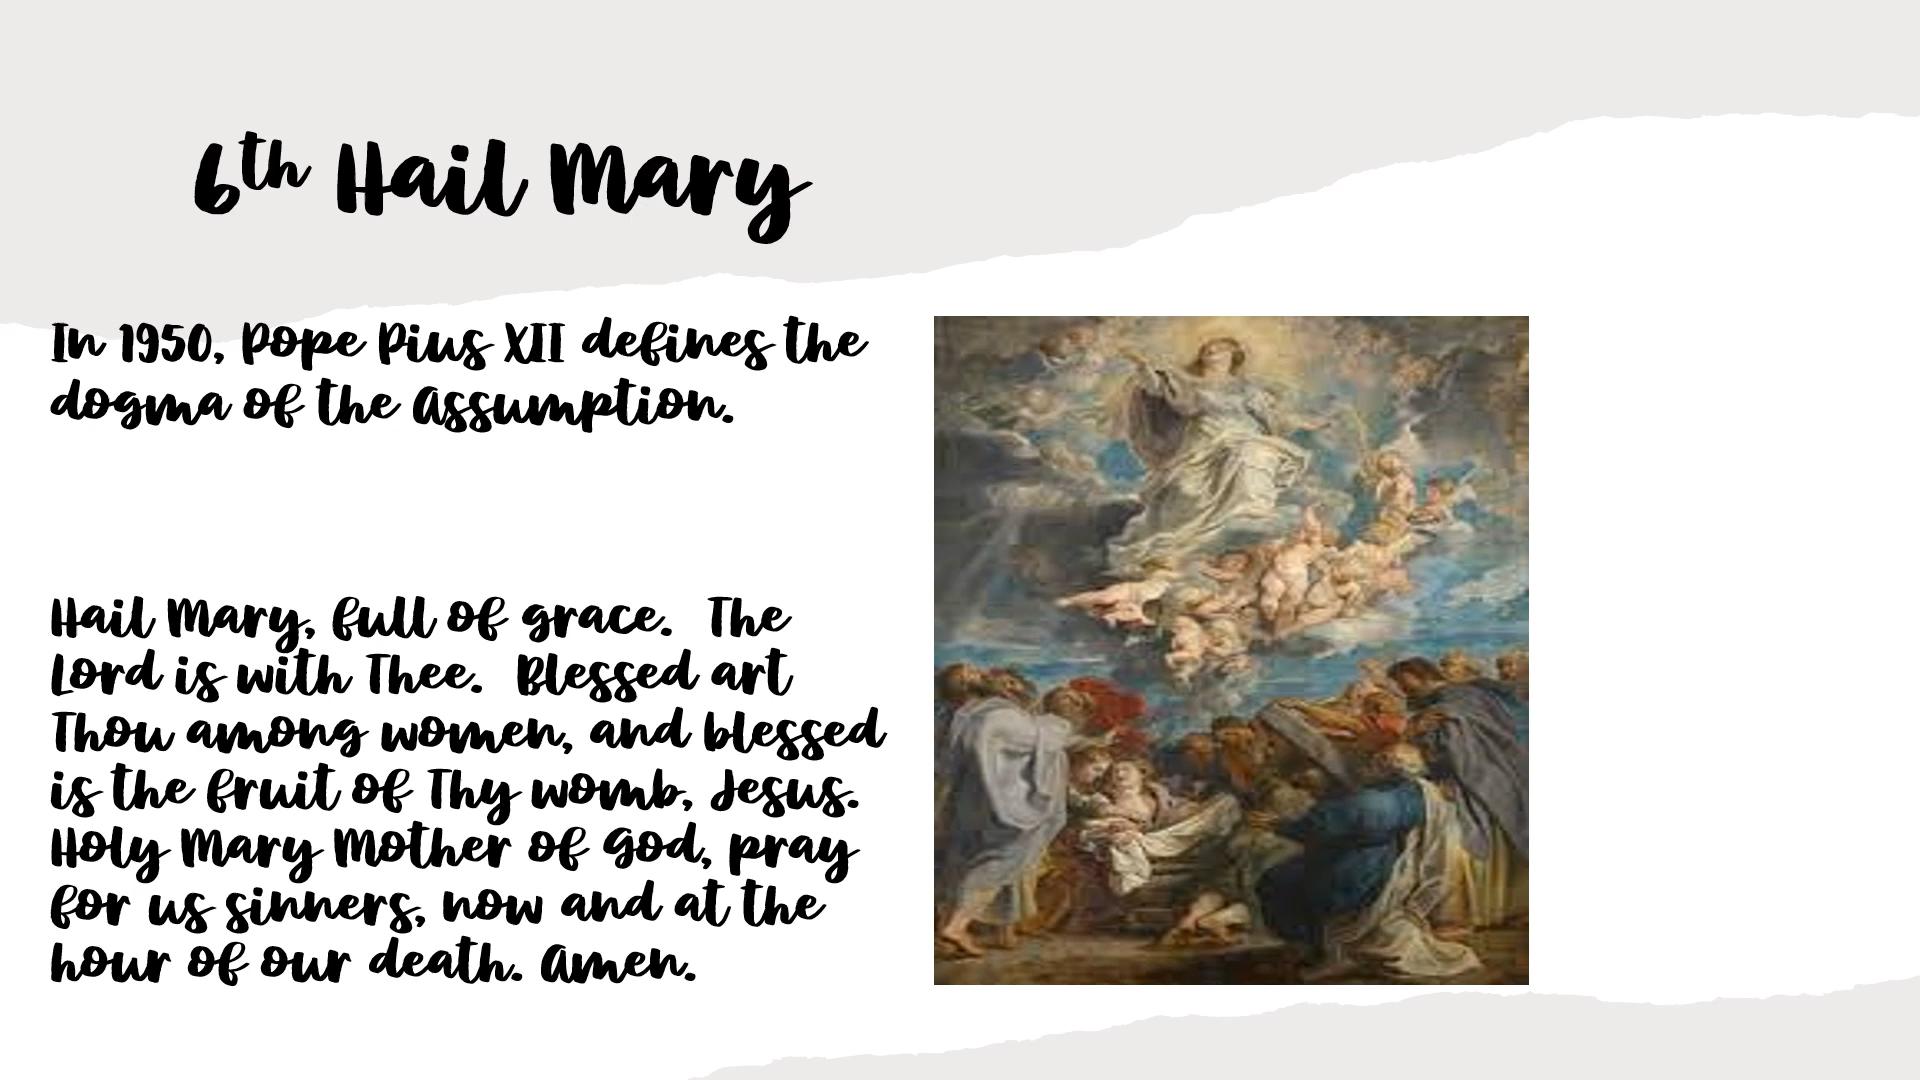 6th Hail Mary
In 1950, Pope Pius XII defines the
dogma of the Assumption.
Hail Mary, full of grace.  The
Lord is with Thee.  Blessed art
Thou among women, and blessed
is the fruit of Thy womb, Jesus.
Holy Mary Mother of God, pray
for us sinners, now and at the
hour of our death. Amen.